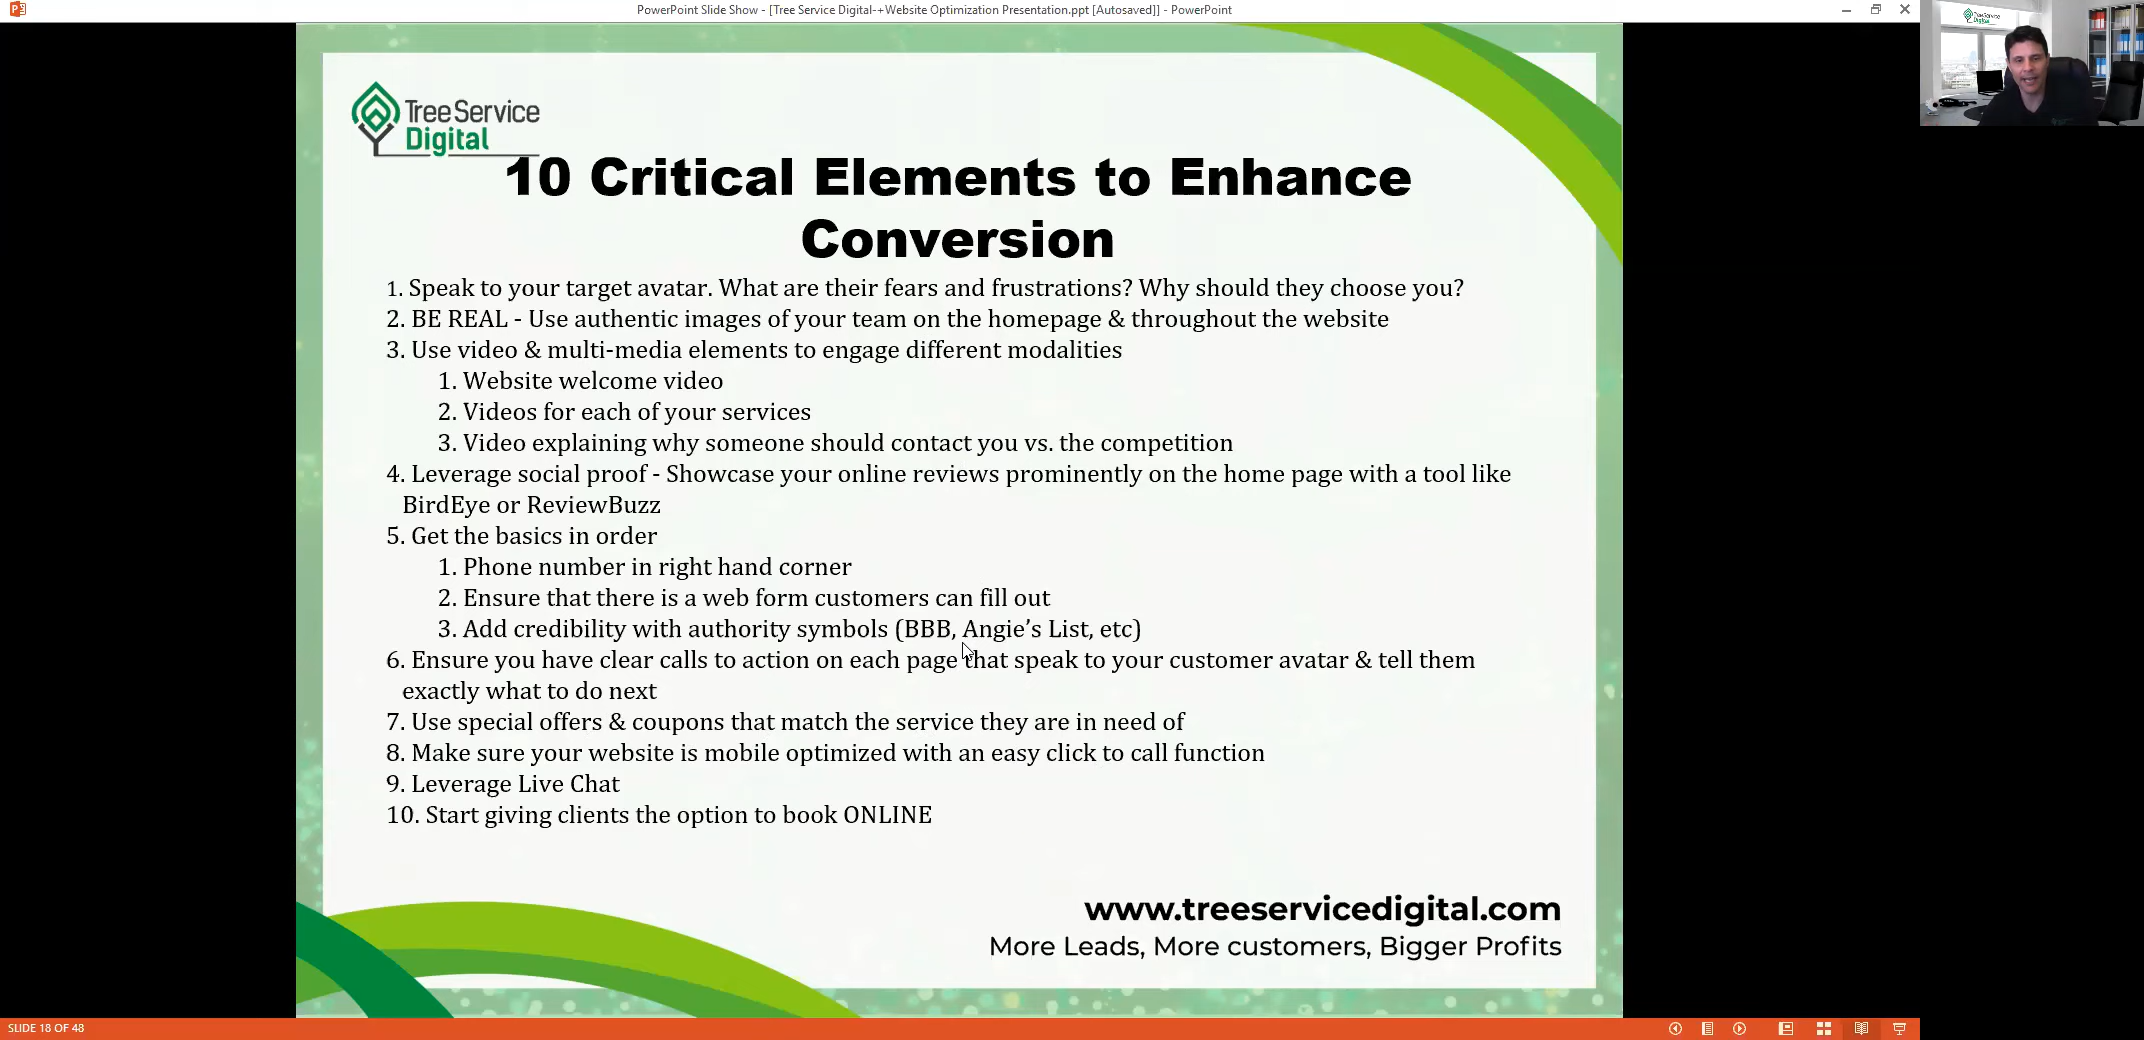 PowerPoint Slide Show - [Tree Service Digital-+Website Optimization Presentation.ppt [Autosaved]] - PowerPoint
Tree Service
Digital
Tree Service
Digital
10 Critical Elements to Enhance
Conversion
1. Speak to your target avatar. What are their fears and frustrations? Why should they choose you?
2. BE REAL - Use authentic images of your team on the homepage & throughout the website
3. Use video & multi-media elements to engage different modalities
1. Website welcome video
2. Videos for each of your services
3. Video explaining why someone should contact you vs. the competition
4. Leverage social proof - Showcase your online reviews prominently on the home page with a tool like
BirdEye or ReviewBuzz
5. Get the basics in order
1. Phone number in right hand corner
2. Ensure that there is a web form customers can fill out
3. Add credibility with authority symbols (BBB, Angie’s List, etc)
6. Ensure you have clear calls to action on each page that speak to your customer avatar & tell them
exactly what to do next
7. Use special offers & coupons that match the service they are in need of
8. Make sure your website is mobile optimized with an easy click to call function
9. Leverage Live Chat
10. Start giving clients the option to book ONLINE
www.treeservicedigital.com
More Leads, More customers, Bigger Profits
SLIDE 18 OF 48